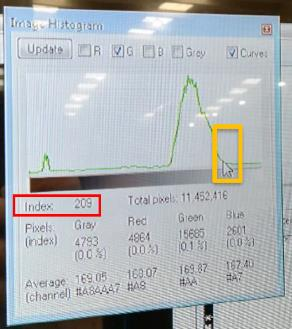 Image Histogram
Update R G B Gray Curves
Index: 209 Total pixels: 11,452,416
Pixels: Gray Red Green Blue
(index) 4793 4864 15685 2601
(0.0 %) (0.0 %) (0.1 %) (0.0 %)
Average: 169.05 168.07 169.87 167.40
(channel) #A8AAA7 #A8 #AA #A7